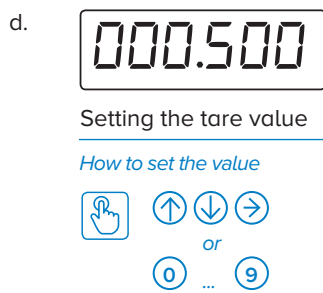 d.
000.500
Setting the tare value
How to set the value
or
0 ... 9